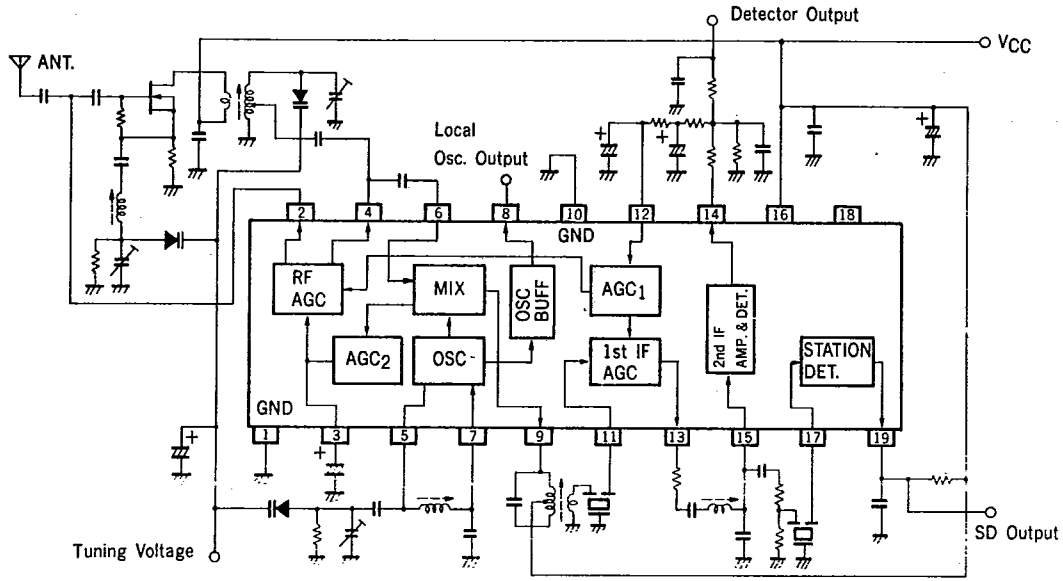 Detector Output
VCC
ANT.
Local
Osc. Output
2
4
6
8
10
12
14
16
18
GND
RF
AGC
MIX
OSC
BUFF
AGC1
2nd IF
AMP. & DET.
AGC2
OSC
1st IF
AGC
STATION
DET.
GND
1
3
5
7
9
11
13
15
17
19
+
+
+
+
+
Tuning Voltage
SD Output